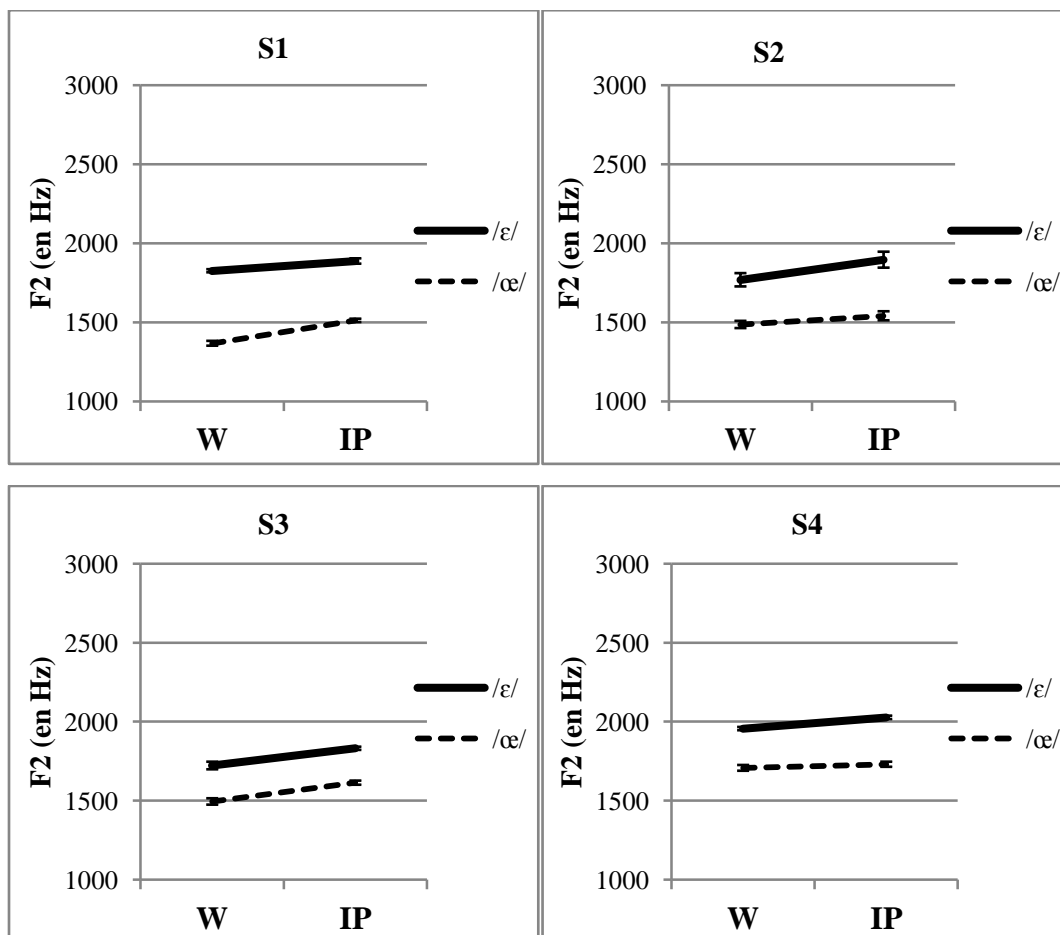 S1
3000
2500
2000
1500
1000
F2 (en Hz)
W IP
/ε/
/œ/
S2
3000
2500
2000
1500
1000
F2 (en Hz)
W IP
/ε/
/œ/
S3
3000
2500
2000
1500
1000
F2 (en Hz)
W IP
/ε/
/œ/
S4
3000
2500
2000
1500
1000
F2 (en Hz)
W IP
/ε/
/œ/